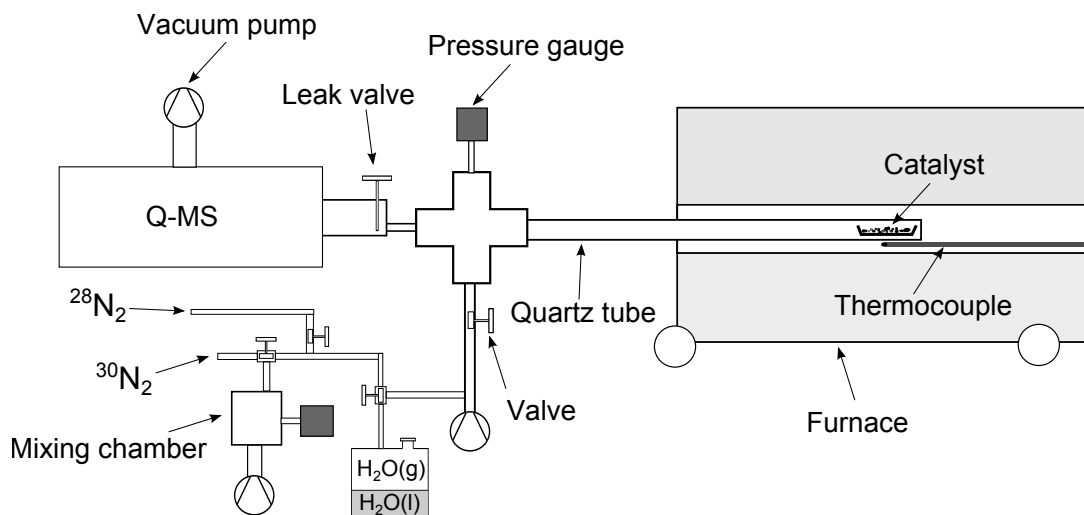 Vacuum pump
Pressure gauge
Leak valve
Catalyst
Q-MS
Thermocouple
Quartz tube
²⁸N₂
³⁰N₂
Valve
Furnace
Mixing chamber
H₂O(g)
H₂O(l)